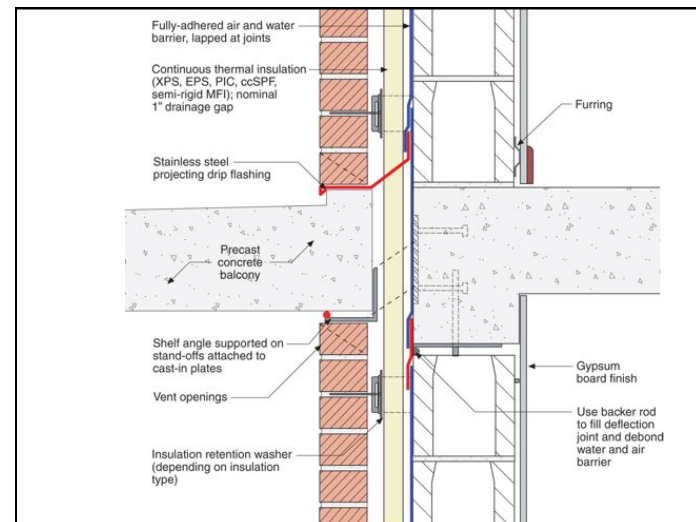 Fully-adhered air and water
barrier, lapped at joints
Continuous thermal insulation
(XPS, EPS, PIC, ccSPF,
semi-rigid MFI); nominal
1" drainage gap
Furring
Stainless steel
projecting drip flashing
Precast
concrete
balcony
Shelf angle supported on
stand-offs attached to
cast-in plates
Vent openings
Gypsum
board finish
Use backer rod
to fill deflection
joint and debond
water and air
barrier
Insulation retention washer
(depending on insulation
type)